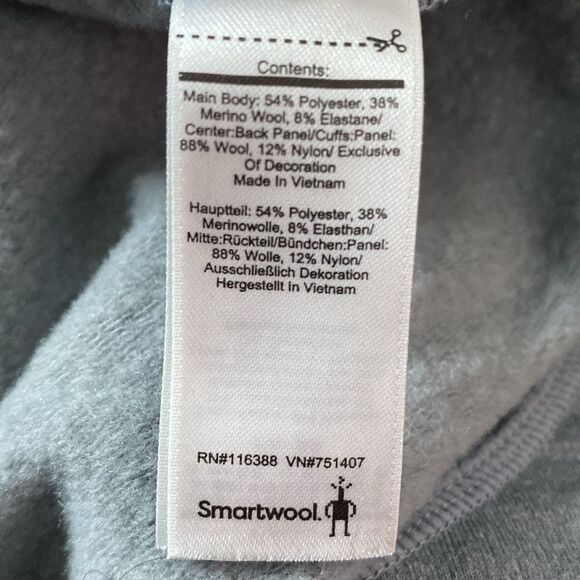 Contents:
Main Body: 54% Polyester, 38%
Merino Wool, 8% Elastane/
Center:Back Panel/Cuffs:Panel:
88% Wool, 12% Nylon/ Exclusive
Of Decoration
Made In Vietnam
Hauptteil: 54% Polyester, 38%
Merinowolle, 8% Elasthan/
Mitte:Rückteil/Bündchen:Panel:
88% Wolle, 12% Nylon/
Ausschließlich Dekoration
Hergestellt In Vietnam
RN#116388 VN#751407
Smartwool.